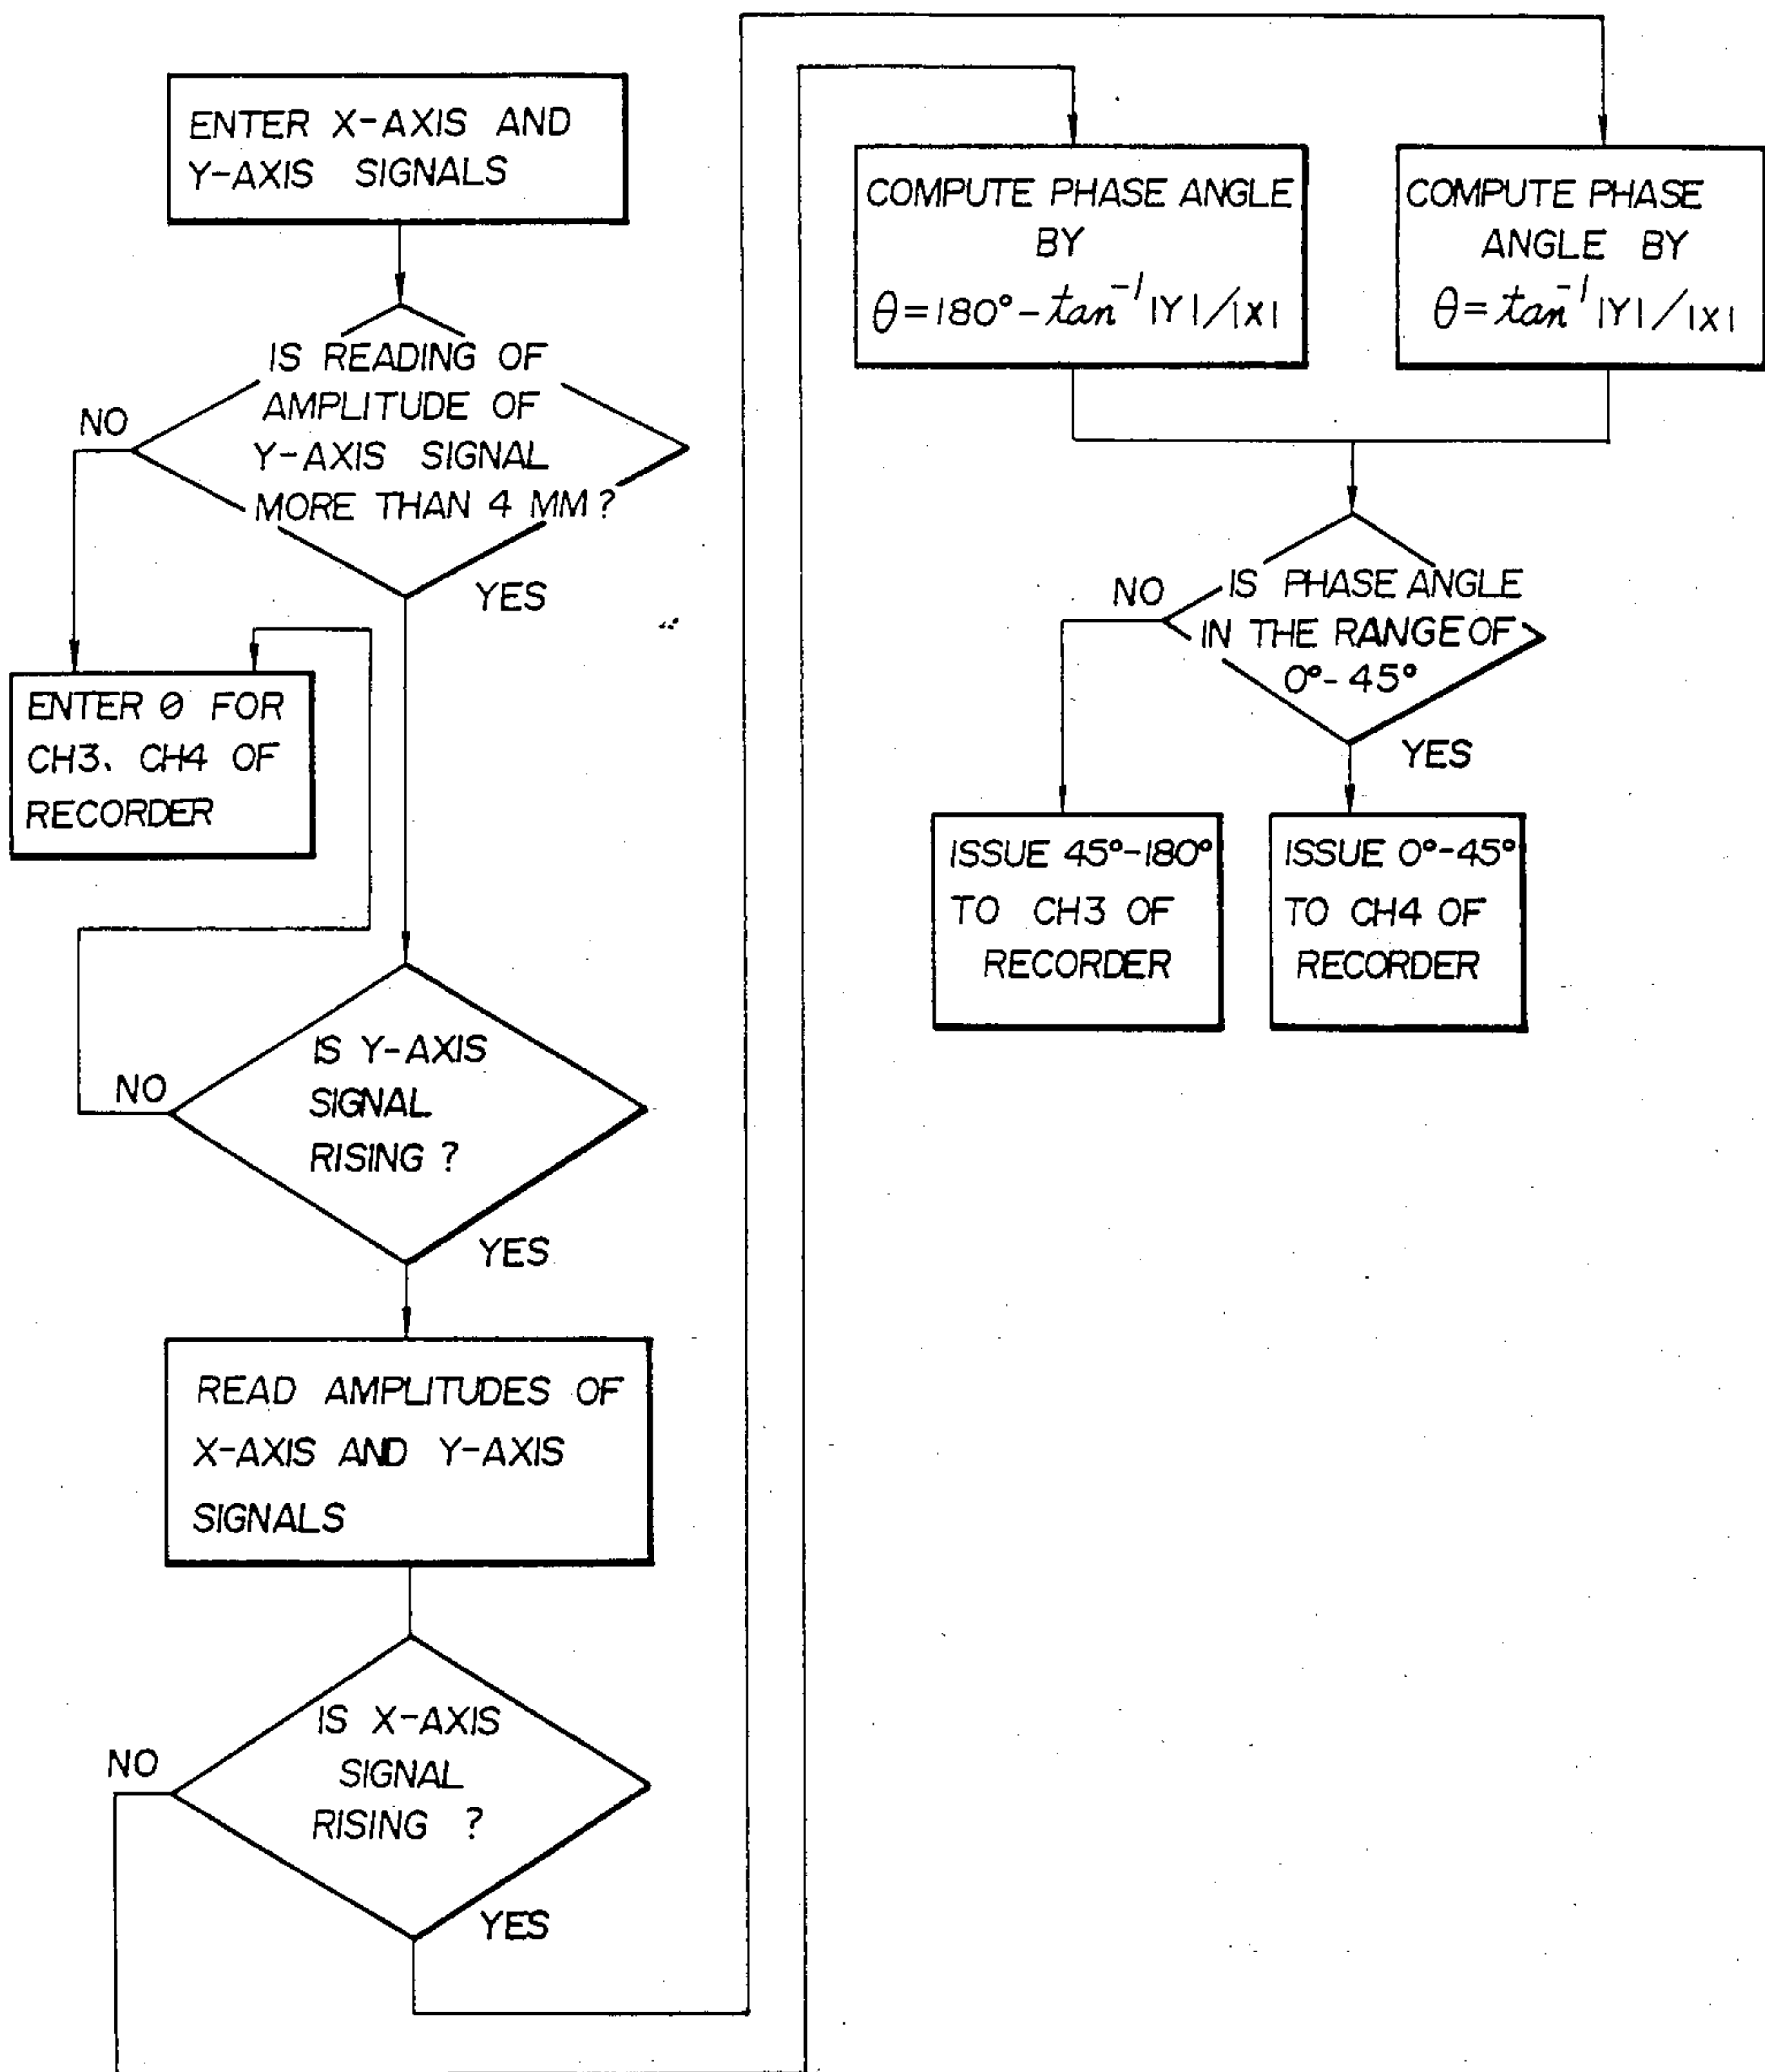 ENTER X-AXIS AND
Y-AXIS SIGNALS
IS READING OF
AMPLITUDE OF
Y-AXIS SIGNAL
MORE THAN 4 MM?
NO
YES
ENTER 0 FOR
CH3. CH4 OF
RECORDER
IS Y-AXIS
SIGNAL
RISING ?
NO
YES
READ AMPLITUDES OF
X-AXIS AND Y-AXIS
SIGNALS
IS X-AXIS
SIGNAL
RISING ?
NO
YES
COMPUTE PHASE ANGLE
BY
θ=180°-tan⁻¹|Y|/|X|
COMPUTE PHASE
ANGLE BY
θ=tan⁻¹|Y|/|X|
IS PHASE ANGLE
IN THE RANGE OF
0°-45°
NO
YES
ISSUE 45°-180°
TO CH3 OF
RECORDER
ISSUE 0°-45°
TO CH4 OF
RECORDER